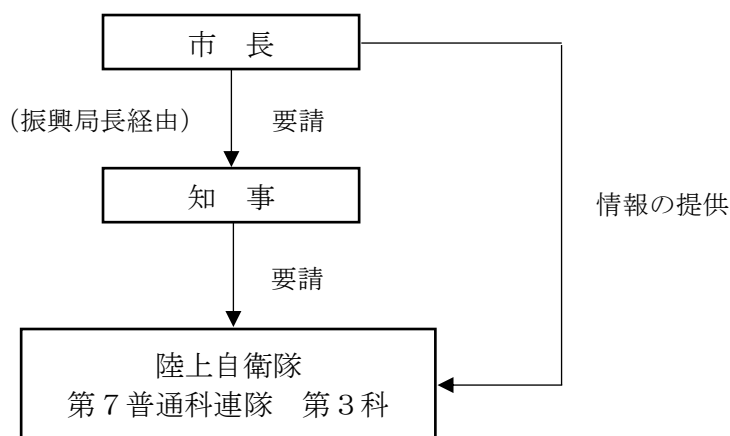 市　長
（振興局長経由）　要請
知　事
情報の提供
要請
陸上自衛隊
第７普通科連隊　第３科